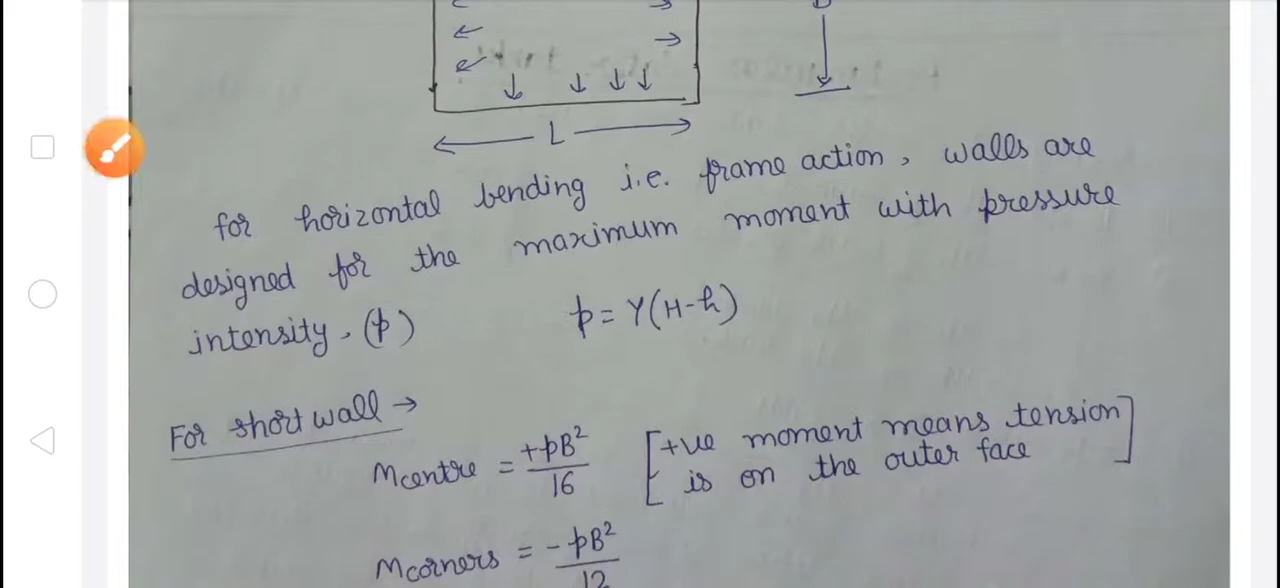 B
L
for horizontal bending i.e. frame action, walls are
designed for the maximum moment with pressure
intensity. (p) p = γ(H-h)
For short wall →
Mcentre = +pB²/16 [+ve moment means tension
is on the outer face]
Mcorners = -pB²/12